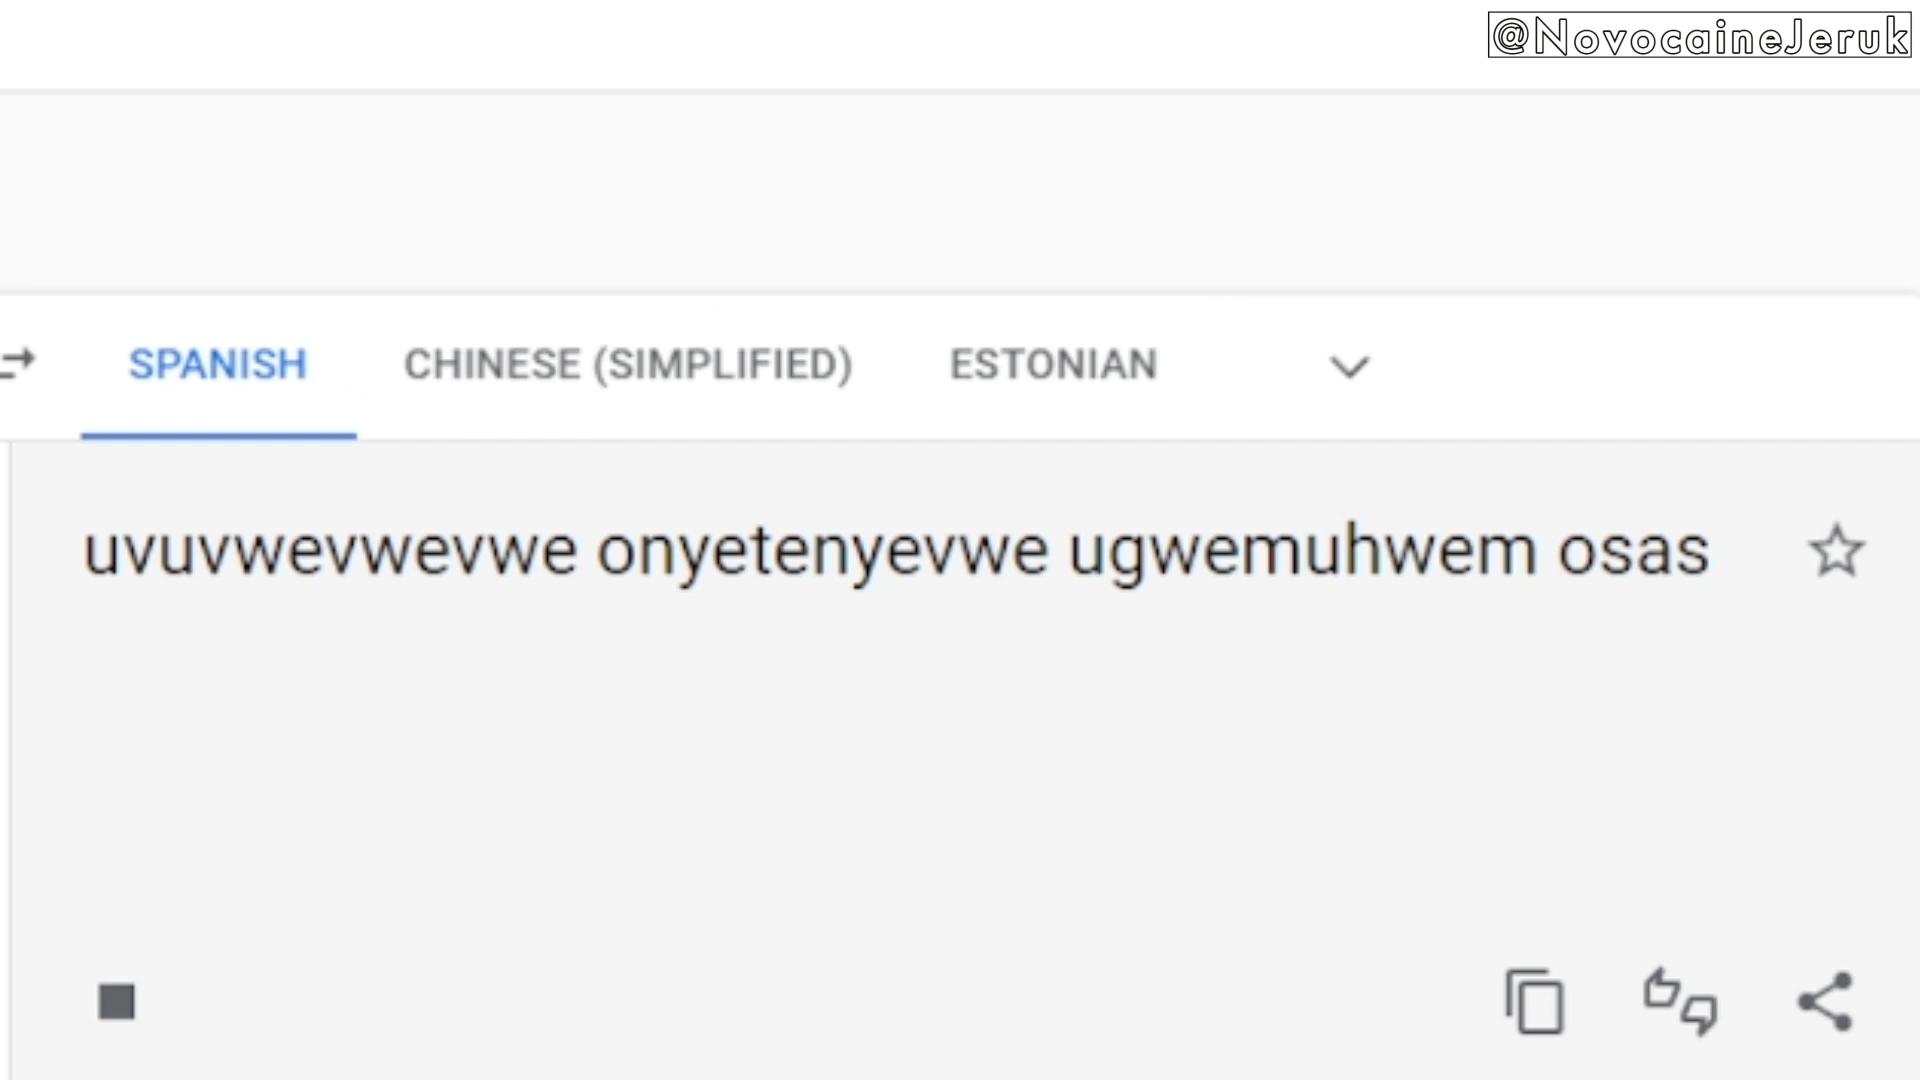 @NovocaineJeruk
SPANISH CHINESE (SIMPLIFIED) ESTONIAN
uvuvwevwevwe onyetenyevwe ugwemuhwem osas